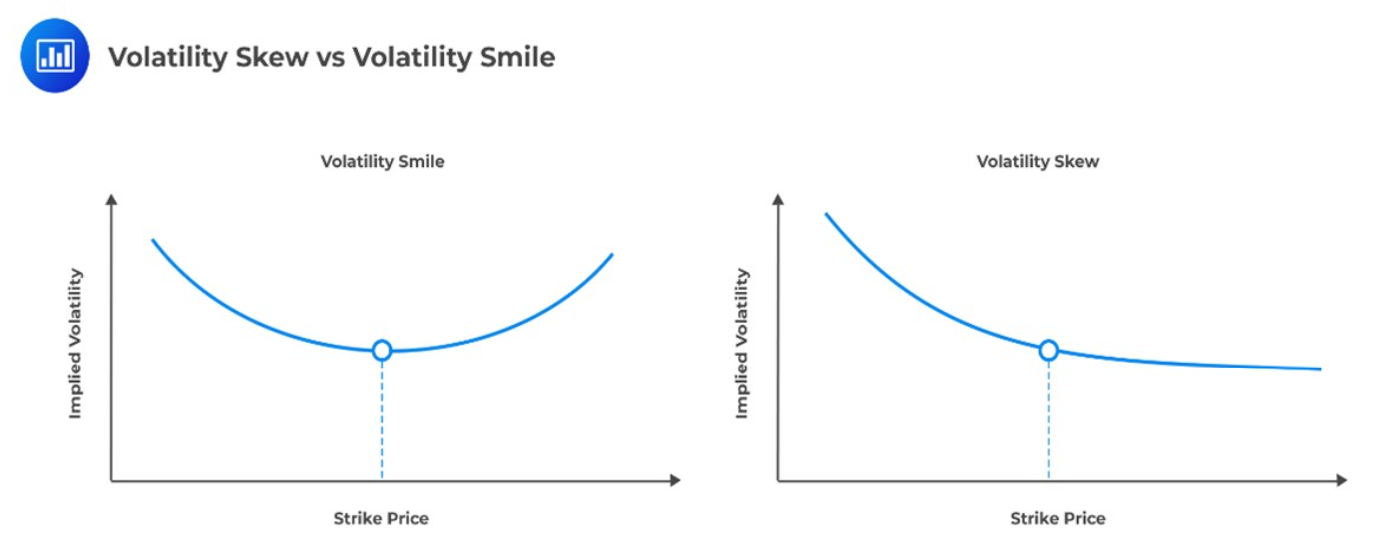 Volatility Skew vs Volatility Smile
Volatility Smile
Implied Volatility
Strike Price
Volatility Skew
Implied Volatility
Strike Price